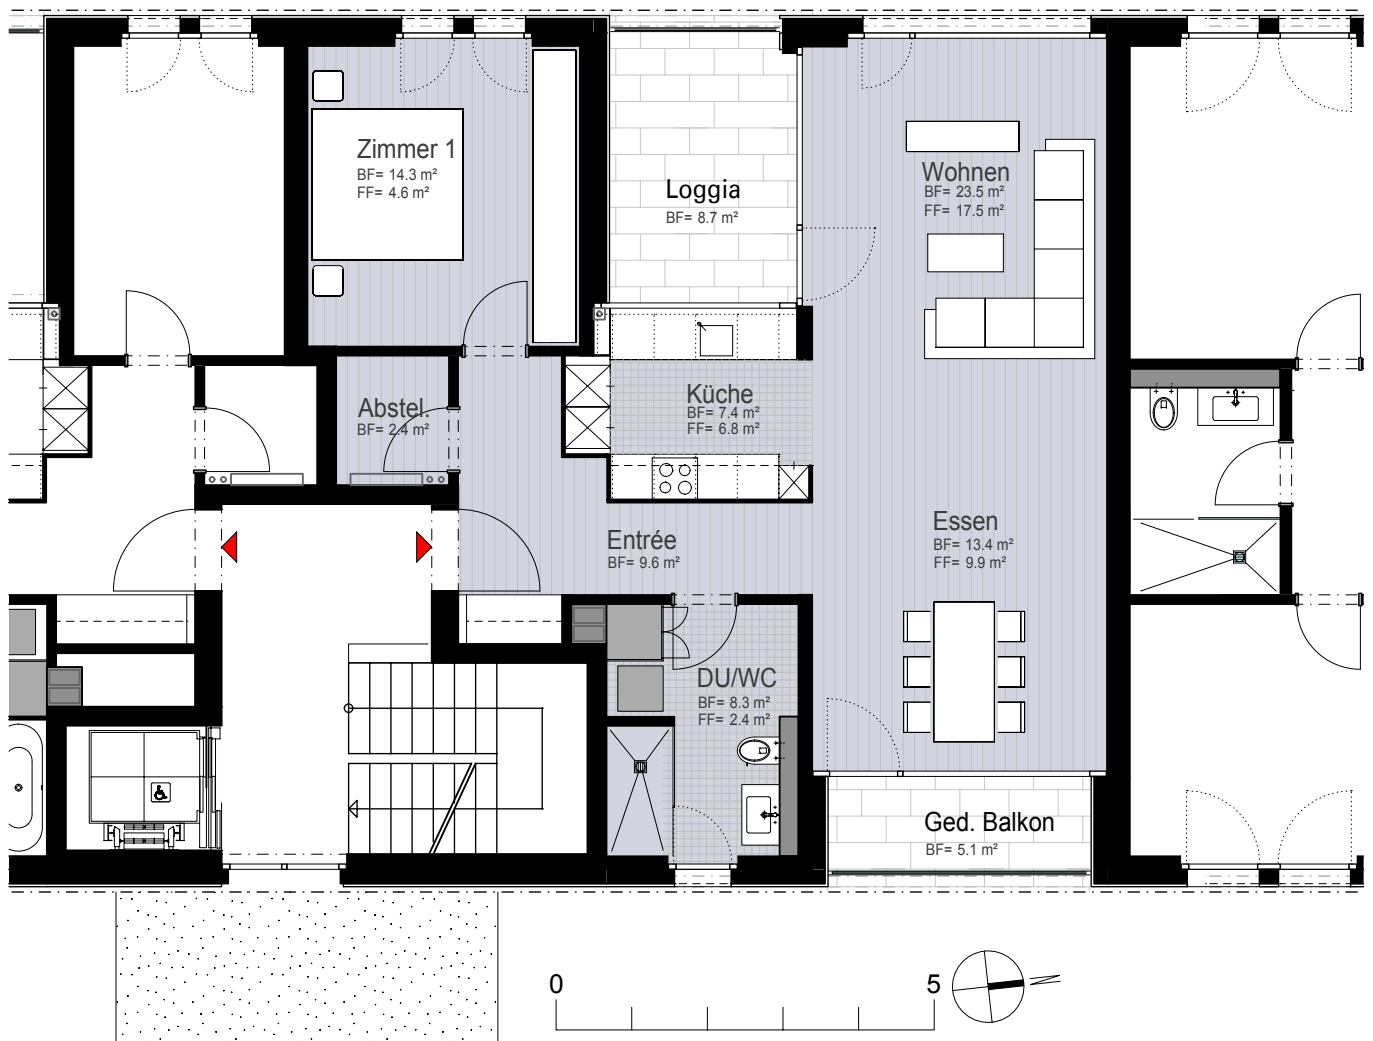 Zimmer 1
BF= 14.3 m²
FF= 4.6 m²
Loggia
BF= 8.7 m²
Wohnen
BF= 23.5 m²
FF= 17.5 m²
Abstel.
BF= 2.4 m²
Küche
BF= 7.4 m²
FF= 6.8 m²
Entrée
BF= 9.6 m²
Essen
BF= 13.4 m²
FF= 9.9 m²
DU/WC
BF= 8.3 m²
FF= 2.4 m²
Ged. Balkon
BF= 5.1 m²
0 5